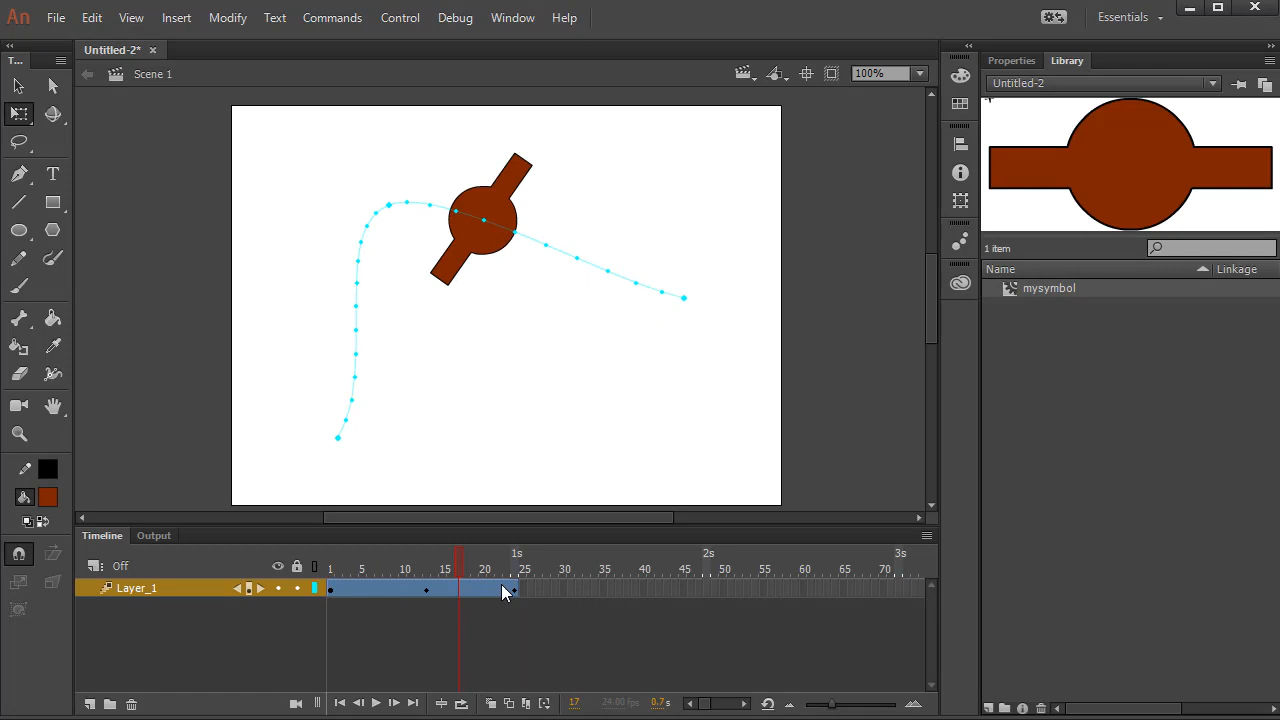 An File Edit View Insert Modify Text Commands Control Debug Window Help Essentials
Untitled-2*
T...
Properties Library
Scene 1
100%
Untitled-2
1 item
Name Linkage
mysymbol
Timeline Output
1s 2s 3s
Off 1 5 10 15 20 25 30 35 40 45 50 55 60 65 70
Layer_1
17 24.00 fps 0.7s